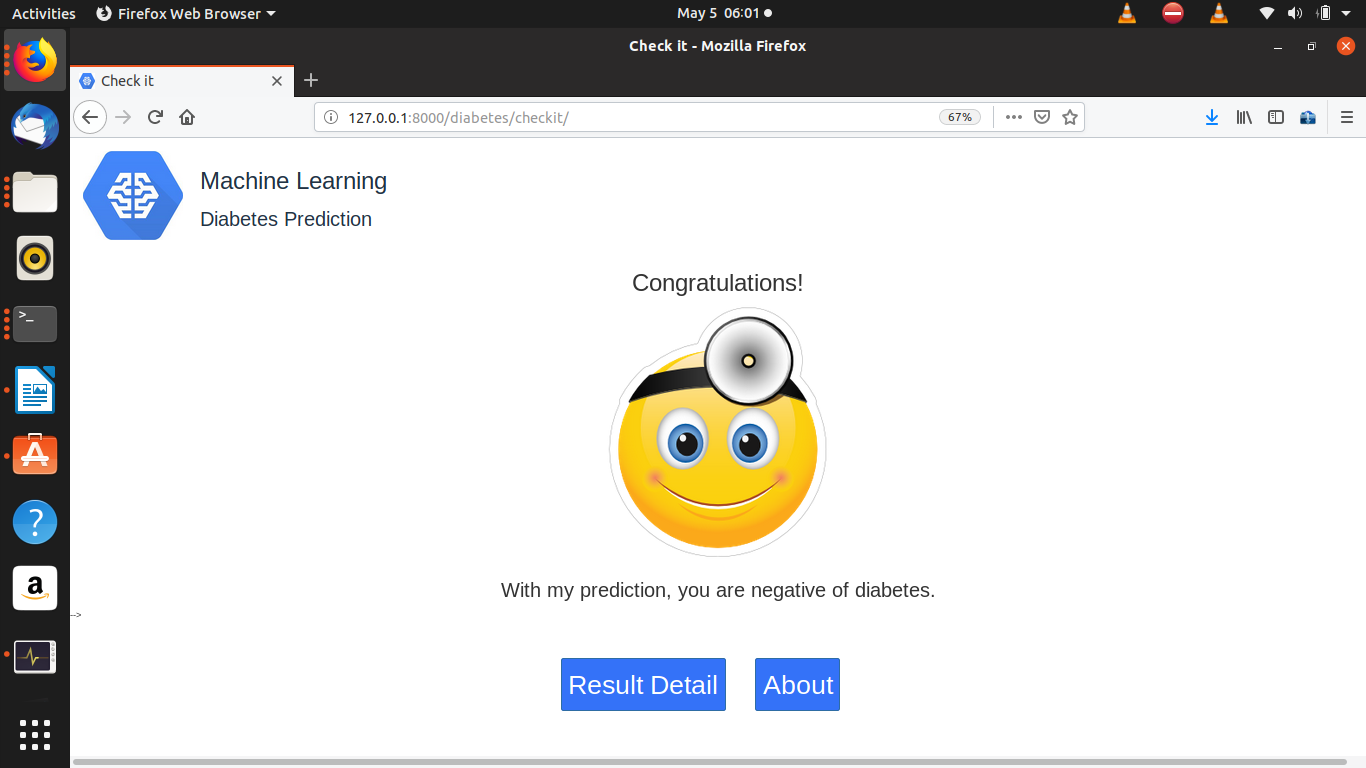 Activities
Firefox Web Browser
May 5 06:01
Check it - Mozilla Firefox
Check it
127.0.0.1:8000/diabetes/checkit/
67%
Machine Learning
Diabetes Prediction
Congratulations!
With my prediction, you are negative of diabetes.
-->
Result Detail
About
>_
?
a